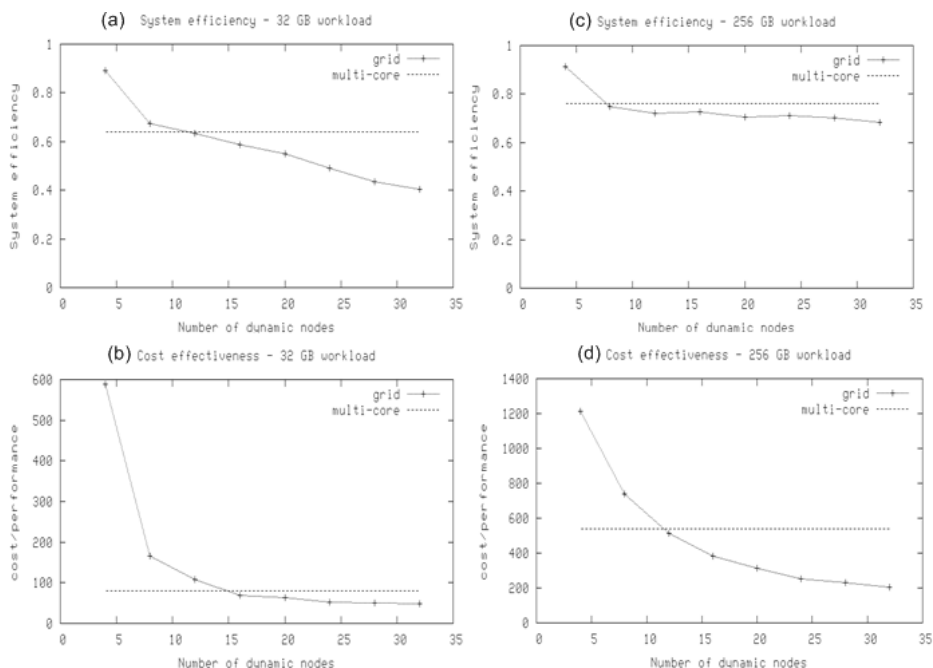 (a) System efficiency - 32 GB workload
1
0.8
0.6
0.4
0.2
0
System efficiency
grid
multi-core
0 5 10 15 20 25 30 35
Number of dynamic nodes
(c) System efficiency - 256 GB workload
1
0.8
0.6
0.4
0.2
0
System efficiency
grid
multi-core
0 5 10 15 20 25 30 35
Number of dynamic nodes
(b) Cost effectiveness - 32 GB workload
600
500
400
300
200
100
0
cost/performance
grid
multi-core
0 5 10 15 20 25 30 35
Number of dynamic nodes
(d) Cost effectiveness - 256 GB workload
1400
1200
1000
800
600
400
200
0
cost/performance
grid
multi-core
0 5 10 15 20 25 30 35
Number of dynamic nodes